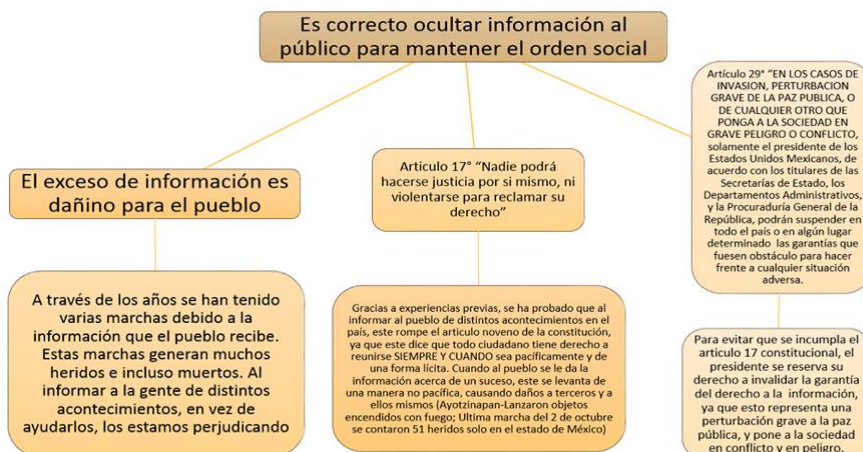 Es correcto ocultar información al
público para mantener el orden social
El exceso de información es
dañino para el pueblo
A través de los años se han tenido
varias marchas debido a la
información que el pueblo recibe.
Estas marchas generan muchos
heridos e incluso muertos. Al
informar a la gente de distintos
acontecimientos, en vez de
ayudarlos, los estamos perjudicando
Articulo 17° “Nadie podrá
hacerse justicia por si mismo, ni
violentarse para reclamar su
derecho”
Gracias a experiencias previas, se ha probado que al
informar al pueblo de distintos acontecimientos en el
país, este rompe el articulo noveno de la constitución,
ya que este dice que todo ciudadano tiene derecho a
reunirse SIEMPRE Y CUANDO sea pacíficamente y de
una forma lícita. Cuando al pueblo se le da la
información acerca de un suceso, este se levanta de
una manera no pacífica, causando daños a terceros y a
ellos mismos (Ayotzinapan-Lanzaron objetos
encendidos con fuego; Ultima marcha del 2 de octubre
se contaron 51 heridos solo en el estado de México)
Artículo 29° “EN LOS CASOS DE
INVASION, PERTURBACION
GRAVE DE LA PAZ PUBLICA, O
DE CUALQUIER OTRO QUE
PONGA A LA SOCIEDAD EN
GRAVE PELIGRO O CONFLICTO,
solamente el presidente de los
Estados Unidos Mexicanos, de
acuerdo con los titulares de las
Secretarías de Estado, los
Departamentos Administrativos,
y la Procuraduría General de la
República, podrán suspender en
todo el país o en algún lugar
determinado las garantías que
fuesen obstáculo para hacer
frente a cualquier situación
adversa.
Para evitar que se incumpla el
articulo 17 constitucional, el
presidente se reserva su
derecho a invalidar la garantía
del derecho a la información,
ya que esto representa una
perturbación grave a la paz
pública, y pone a la sociedad
en conflicto y en peligro.